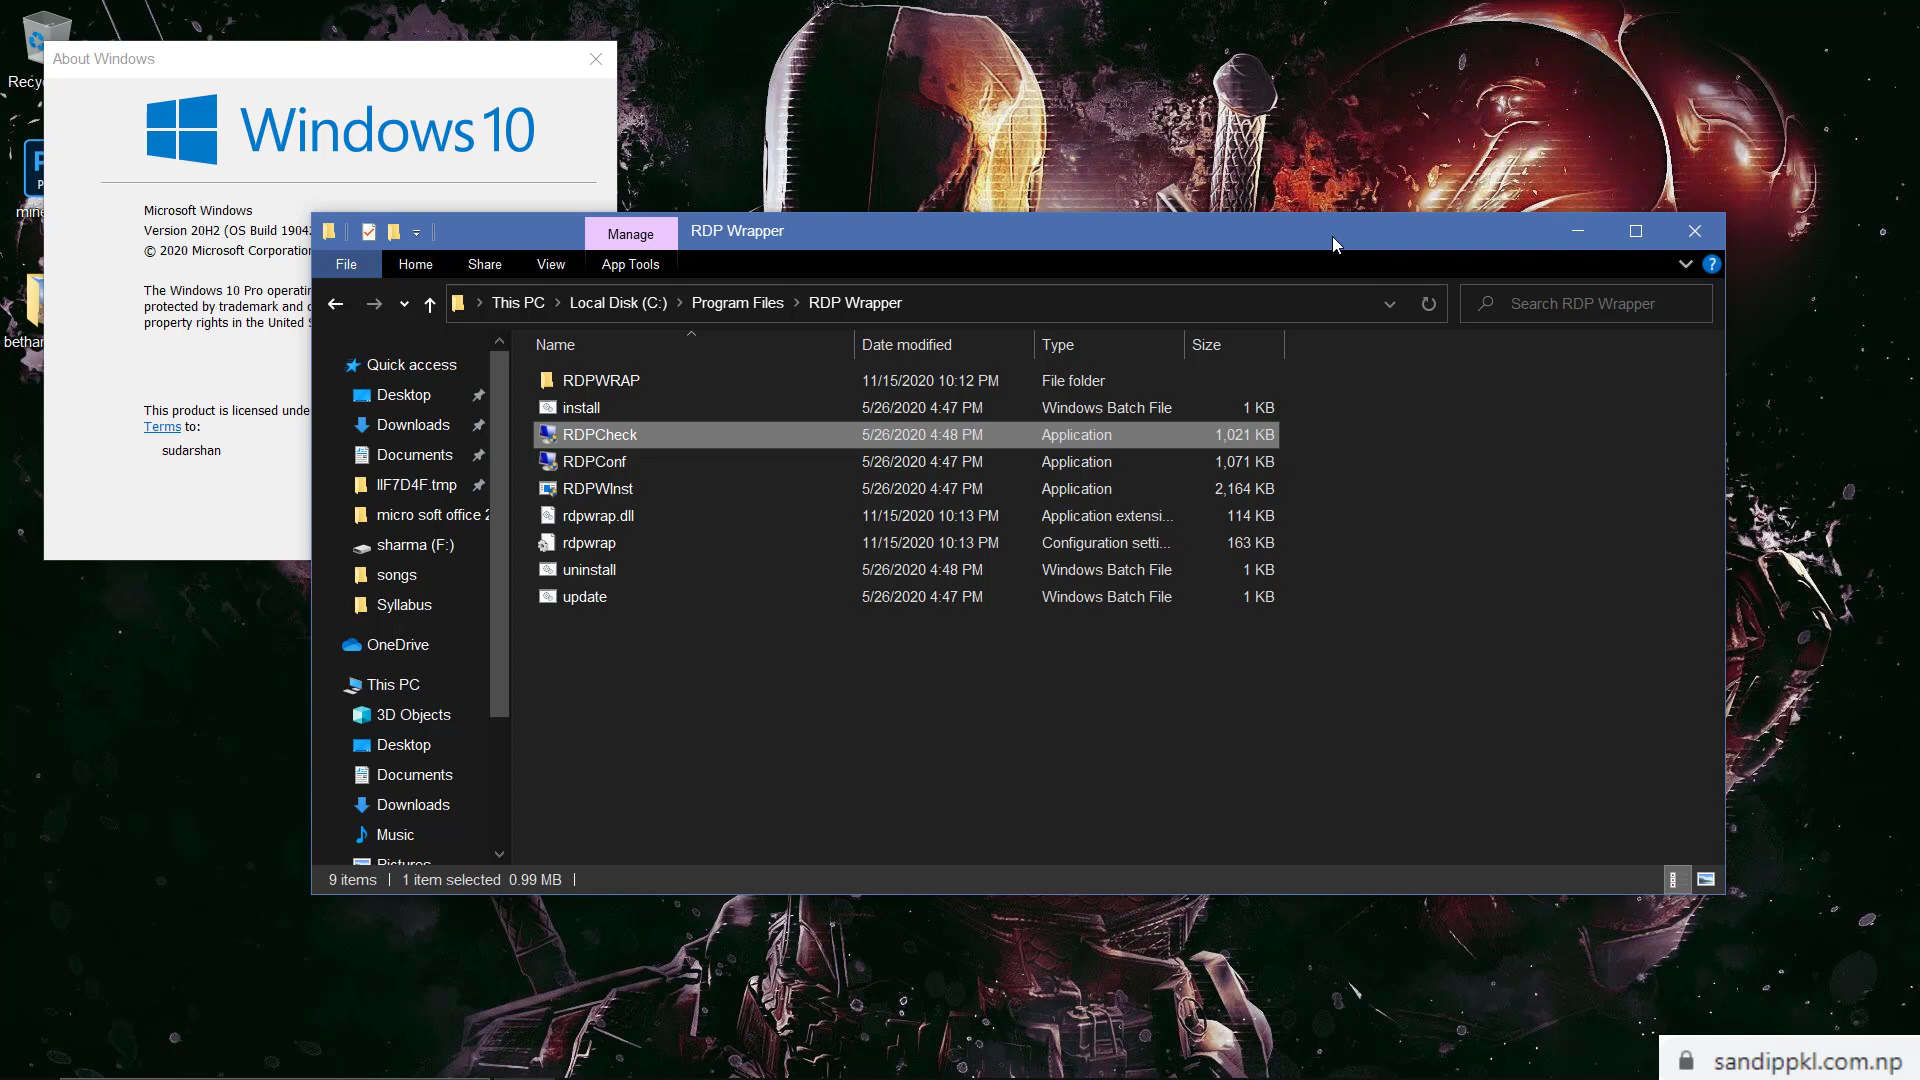 Recy
About Windows
Windows 10
Microsoft Windows
Version 20H2 (OS Build 1904
© 2020 Microsoft Corporation
The Windows 10 Pro operatin
protected by trademark and o
property rights in the United S
This product is licensed unde
Terms to:
sudarshan
P
mine
bethan
Manage
RDP Wrapper
File
Home
Share
View
App Tools
?
This PC
Local Disk (C:)
Program Files
RDP Wrapper
Search RDP Wrapper
Quick access
Desktop
Downloads
Documents
IIF7D4F.tmp
micro soft office 2
sharma (F:)
songs
Syllabus
OneDrive
This PC
3D Objects
Desktop
Documents
Downloads
Music
Pictures
Name Date modified Type Size
RDPWRAP 11/15/2020 10:12 PM File folder
install 5/26/2020 4:47 PM Windows Batch File 1 KB
RDPCheck 5/26/2020 4:48 PM Application 1,021 KB
RDPConf 5/26/2020 4:47 PM Application 1,071 KB
RDPWInst 5/26/2020 4:47 PM Application 2,164 KB
rdpwrap.dll 11/15/2020 10:13 PM Application extensi... 114 KB
rdpwrap 11/15/2020 10:13 PM Configuration setti... 163 KB
uninstall 5/26/2020 4:48 PM Windows Batch File 1 KB
update 5/26/2020 4:47 PM Windows Batch File 1 KB
9 items 1 item selected 0.99 MB
sandippkl.com.np